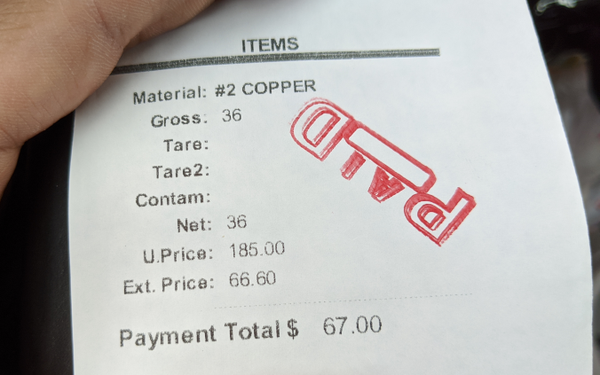 ITEMS
Material: #2 COPPER
Gross: 36
Tare:
Tare2:
Contam:
Net: 36
U.Price: 185.00
Ext. Price: 66.60
Payment Total $ 67.00
PAID